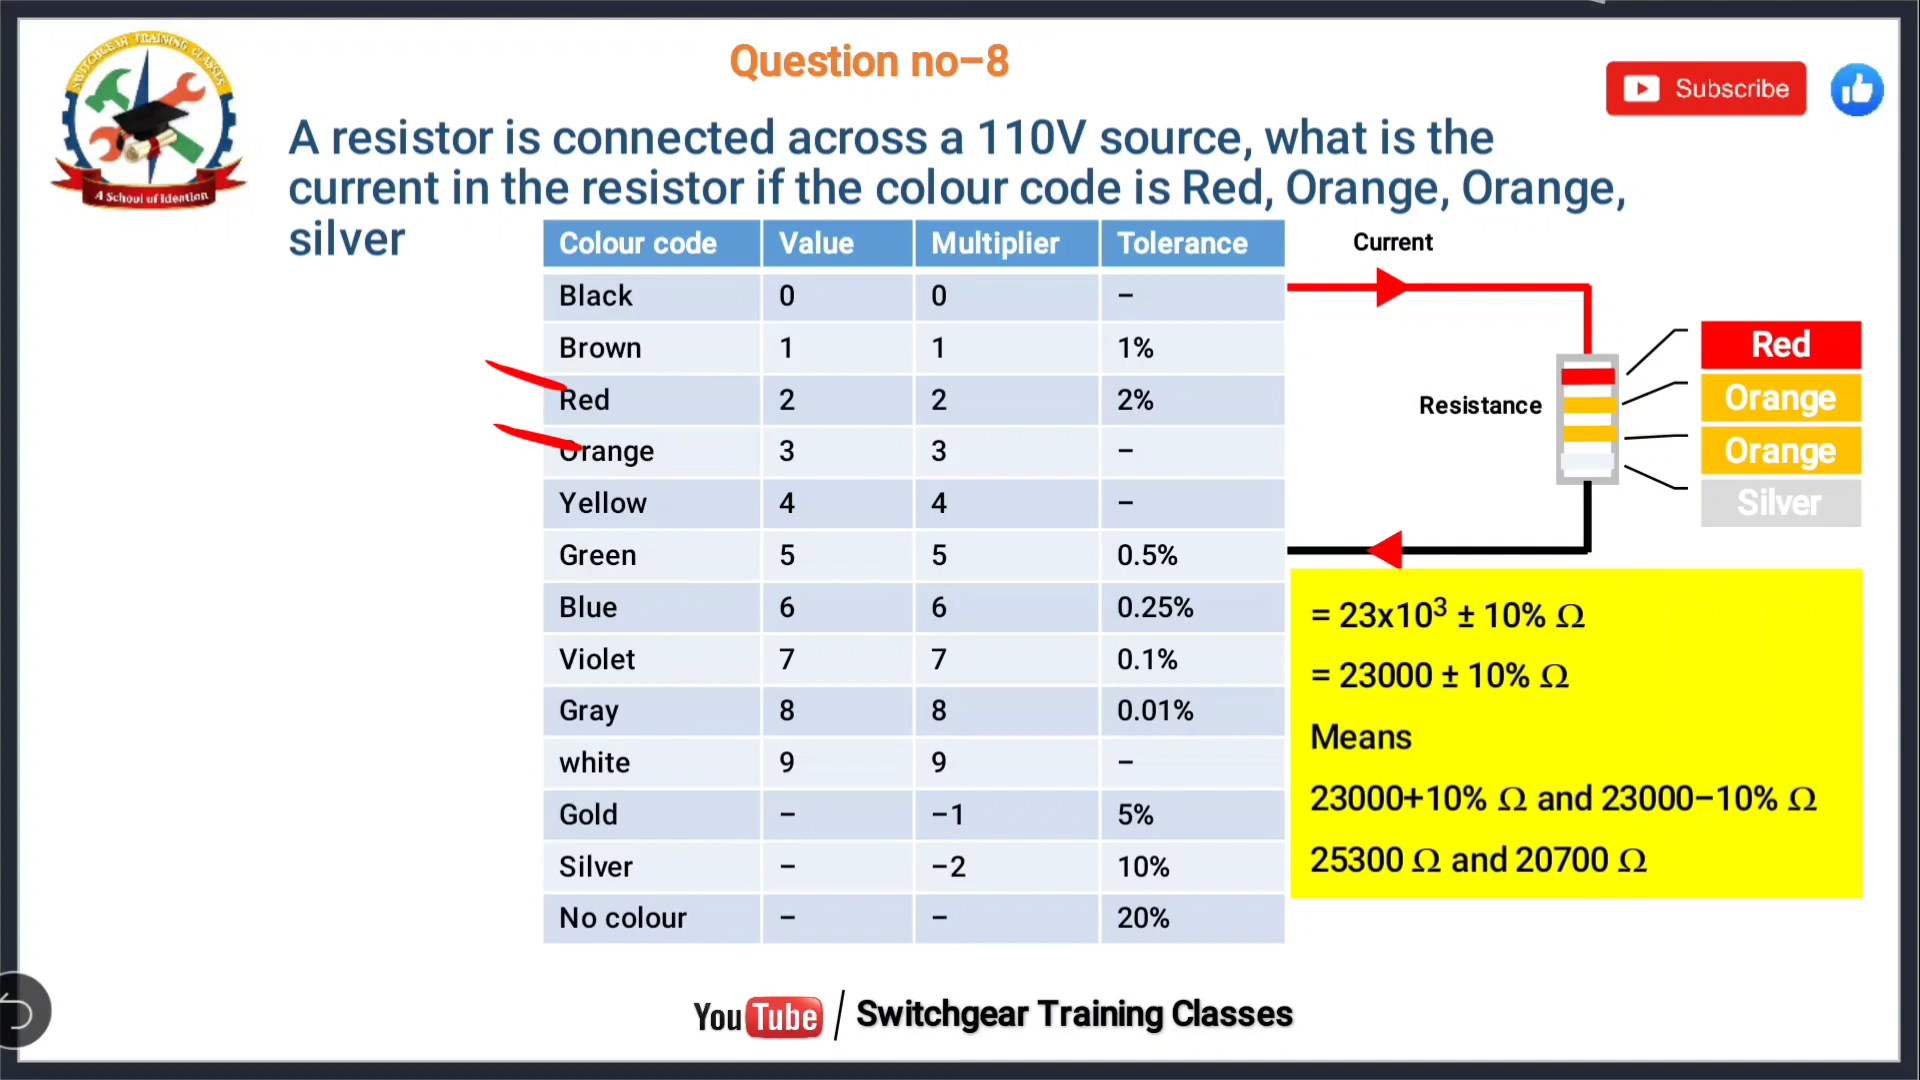 SWITCHGEAR TRAINING CLASSES
A School of Idention
Question no–8
Subscribe
A resistor is connected across a 110V source, what is the
current in the resistor if the colour code is Red, Orange, Orange,
silver
Colour code Value Multiplier Tolerance
Black 0 0 –
Brown 1 1 1%
Red 2 2 2%
Orange 3 3 –
Yellow 4 4 –
Green 5 5 0.5%
Blue 6 6 0.25%
Violet 7 7 0.1%
Gray 8 8 0.01%
white 9 9 –
Gold – –1 5%
Silver – –2 10%
No colour – – 20%
Current
Resistance
Red
Orange
Orange
Silver
= 23x10³ ± 10% Ω
= 23000 ± 10% Ω
Means
23000+10% Ω and 23000–10% Ω
25300 Ω and 20700 Ω
YouTube / Switchgear Training Classes